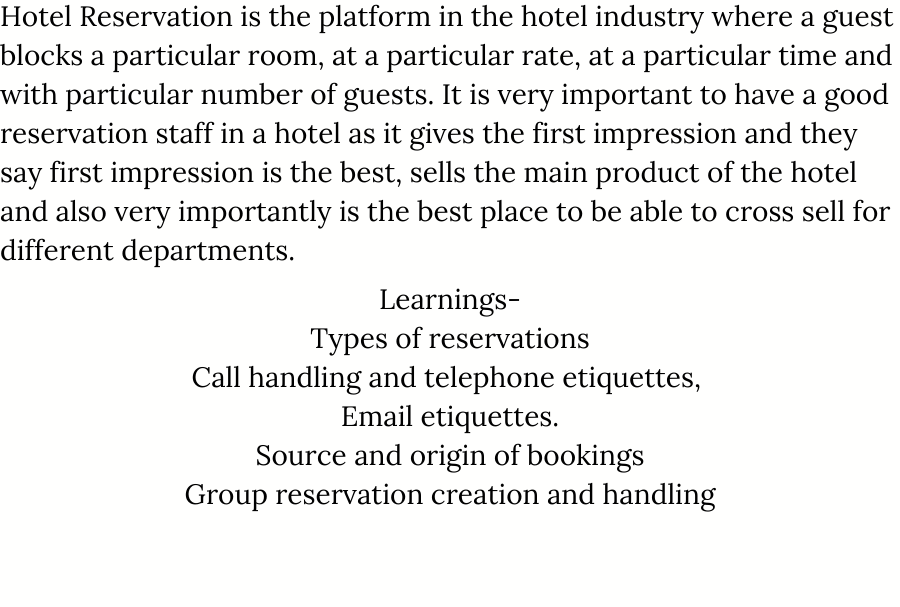 Hotel Reservation is the platform in the hotel industry where a guest
blocks a particular room, at a particular rate, at a particular time and
with particular number of guests. It is very important to have a good
reservation staff in a hotel as it gives the first impression and they
say first impression is the best, sells the main product of the hotel
and also very importantly is the best place to be able to cross sell for
different departments.
Learnings-
Types of reservations
Call handling and telephone etiquettes,
Email etiquettes.
Source and origin of bookings
Group reservation creation and handling